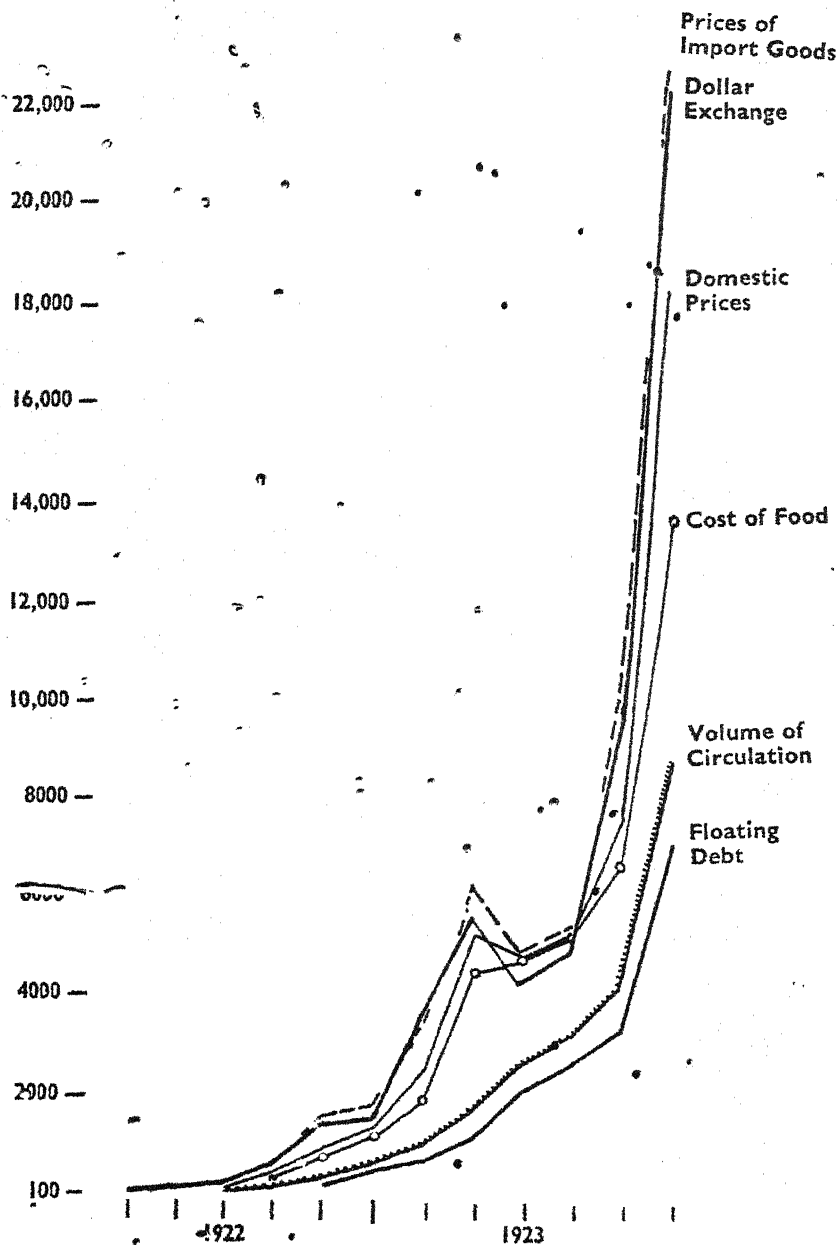 Prices of
Import Goods
Dollar
Exchange
22,000
20,000
Domestic
Prices
18,000
16,000
14,000
Cost of Food
12,000
10,000
Volume of
Circulation
8000
Floating
Debt
6000
4000
2900
100
1922
1923